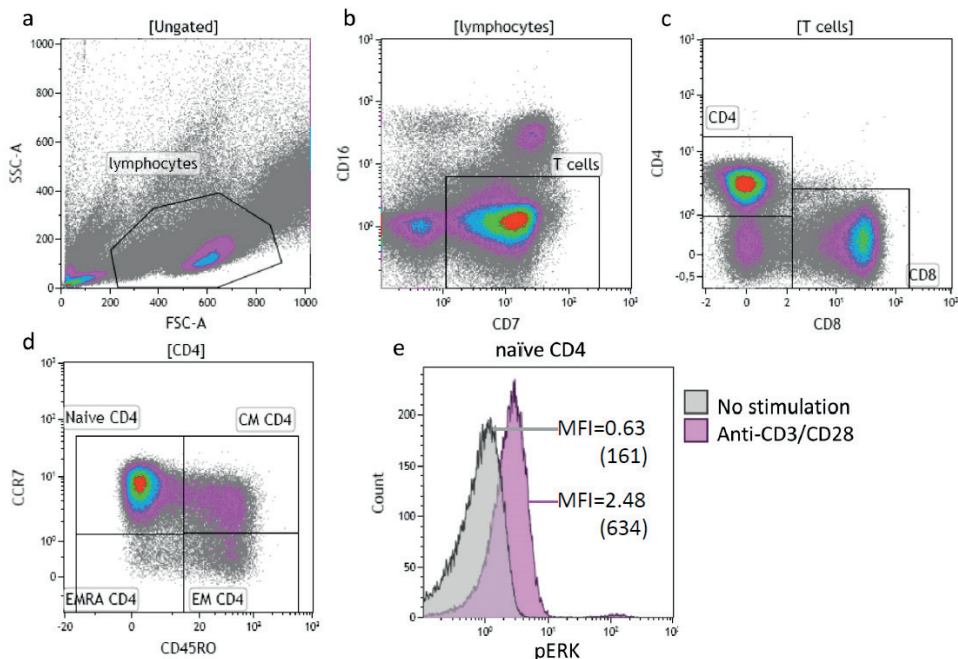 a
[Ungated]
1000
800
600
400
200
0
SSC-A
lymphocytes
0 200 400 600 800 1000
FSC-A
b
[lymphocytes]
10³
10²
10¹
10⁰
CD16
T cells
10⁰ 10¹ 10² 10³
CD7
c
[T cells]
10³
10²
10¹
10⁰
0
-0,5
CD4
CD4
CD8
-2 0 2 10¹ 10² 10³
CD8
d
[CD4]
10³
10²
10¹
10⁰
0
CCR7
Naive CD4
CM CD4
EMRA CD4
EM CD4
-20 0 20 10² 10³
CD45RO
e
naïve CD4
200
150
100
50
0
Count
MFI=0.63
(161)
MFI=2.48
(634)
10⁰ 10¹ 10² 10³
pERK
No stimulation
Anti-CD3/CD28